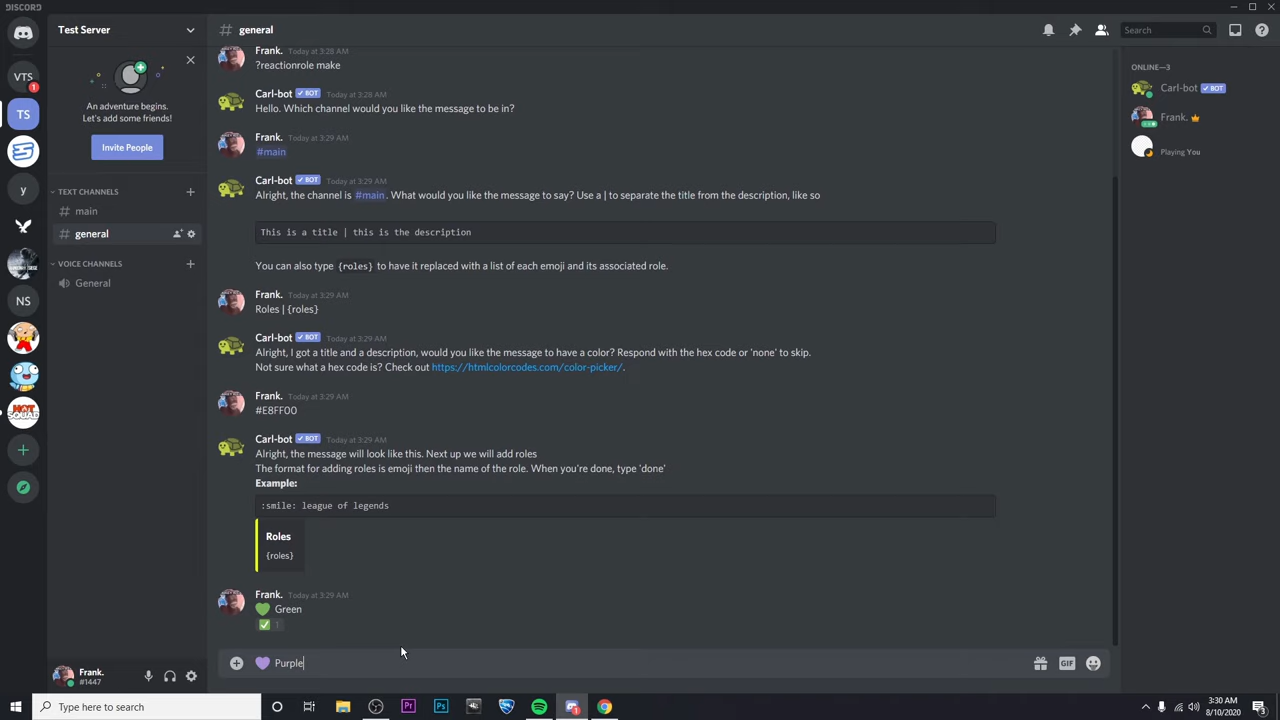 DISCORD
Test Server
# general
Search
VTS
1
TS
y
NS
HOT
SQUAD
An adventure begins.
Let's add some friends!
Invite People
TEXT CHANNELS
# main
# general
VOICE CHANNELS
General
Frank. Today at 3:28 AM
?reactionrole make
Carl-bot BOT Today at 3:28 AM
Hello. Which channel would you like the message to be in?
Frank. Today at 3:29 AM
#main
Carl-bot BOT Today at 3:29 AM
Alright, the channel is #main. What would you like the message to say? Use a | to separate the title from the description, like so
This is a title | this is the description
You can also type {roles} to have it replaced with a list of each emoji and its associated role.
Frank. Today at 3:29 AM
Roles | {roles}
Carl-bot BOT Today at 3:29 AM
Alright, I got a title and a description, would you like the message to have a color? Respond with the hex code or 'none' to skip.
Not sure what a hex code is? Check out https://htmlcolorcodes.com/color-picker/.
Frank. Today at 3:29 AM
#E8FF00
Carl-bot BOT Today at 3:29 AM
Alright, the message will look like this. Next up we will add roles
The format for adding roles is emoji then the name of the role. When you're done, type 'done'
Example:
:smile: league of legends
Roles
{roles}
Frank. Today at 3:29 AM
Green
1
Purple
GIF
ONLINE—3
Carl-bot BOT
Frank.
Playing You
Frank.
#1447
Type here to search
Pr
Ps
1
3:30 AM
8/10/2020